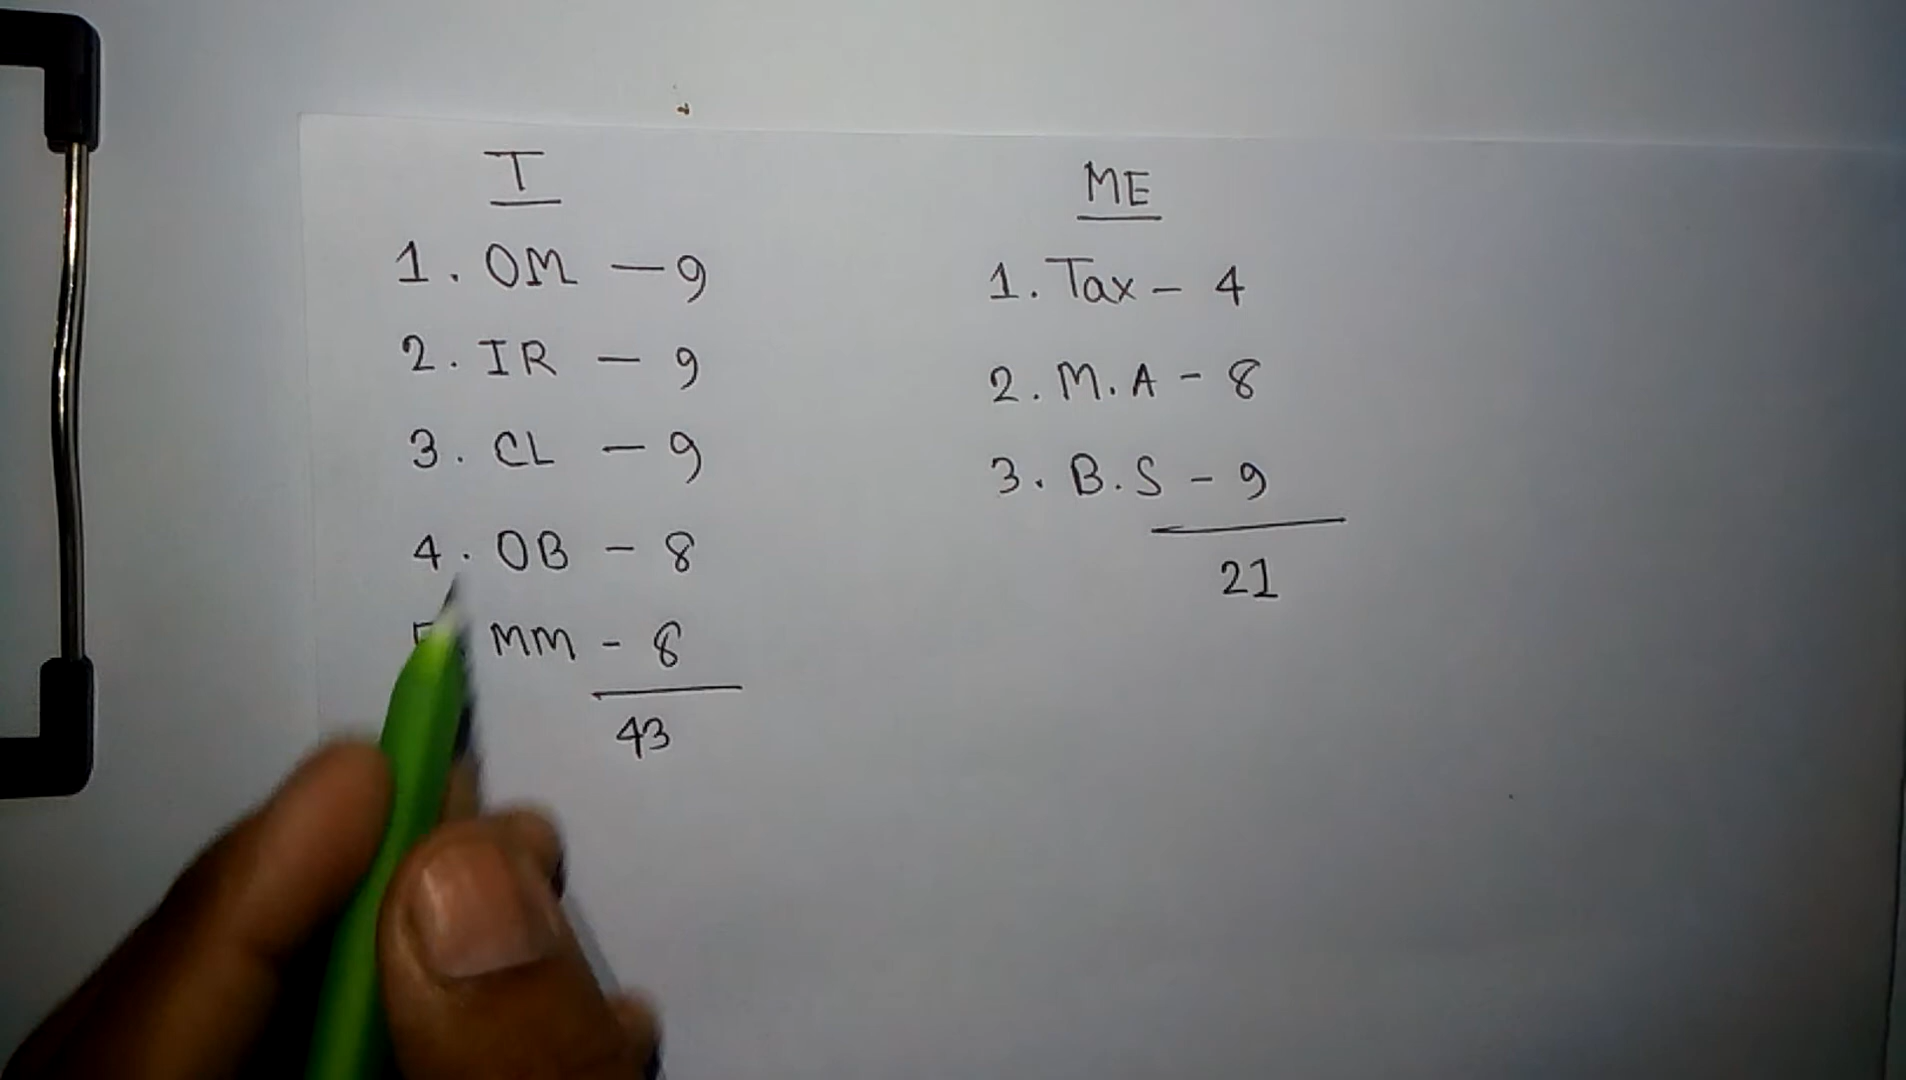 T
1. OM - 9
2. IR - 9
3. CL - 9
4. OB - 8
MM - 8
43
ME
1. Tax - 4
2. M.A - 8
3. B.S - 9
21